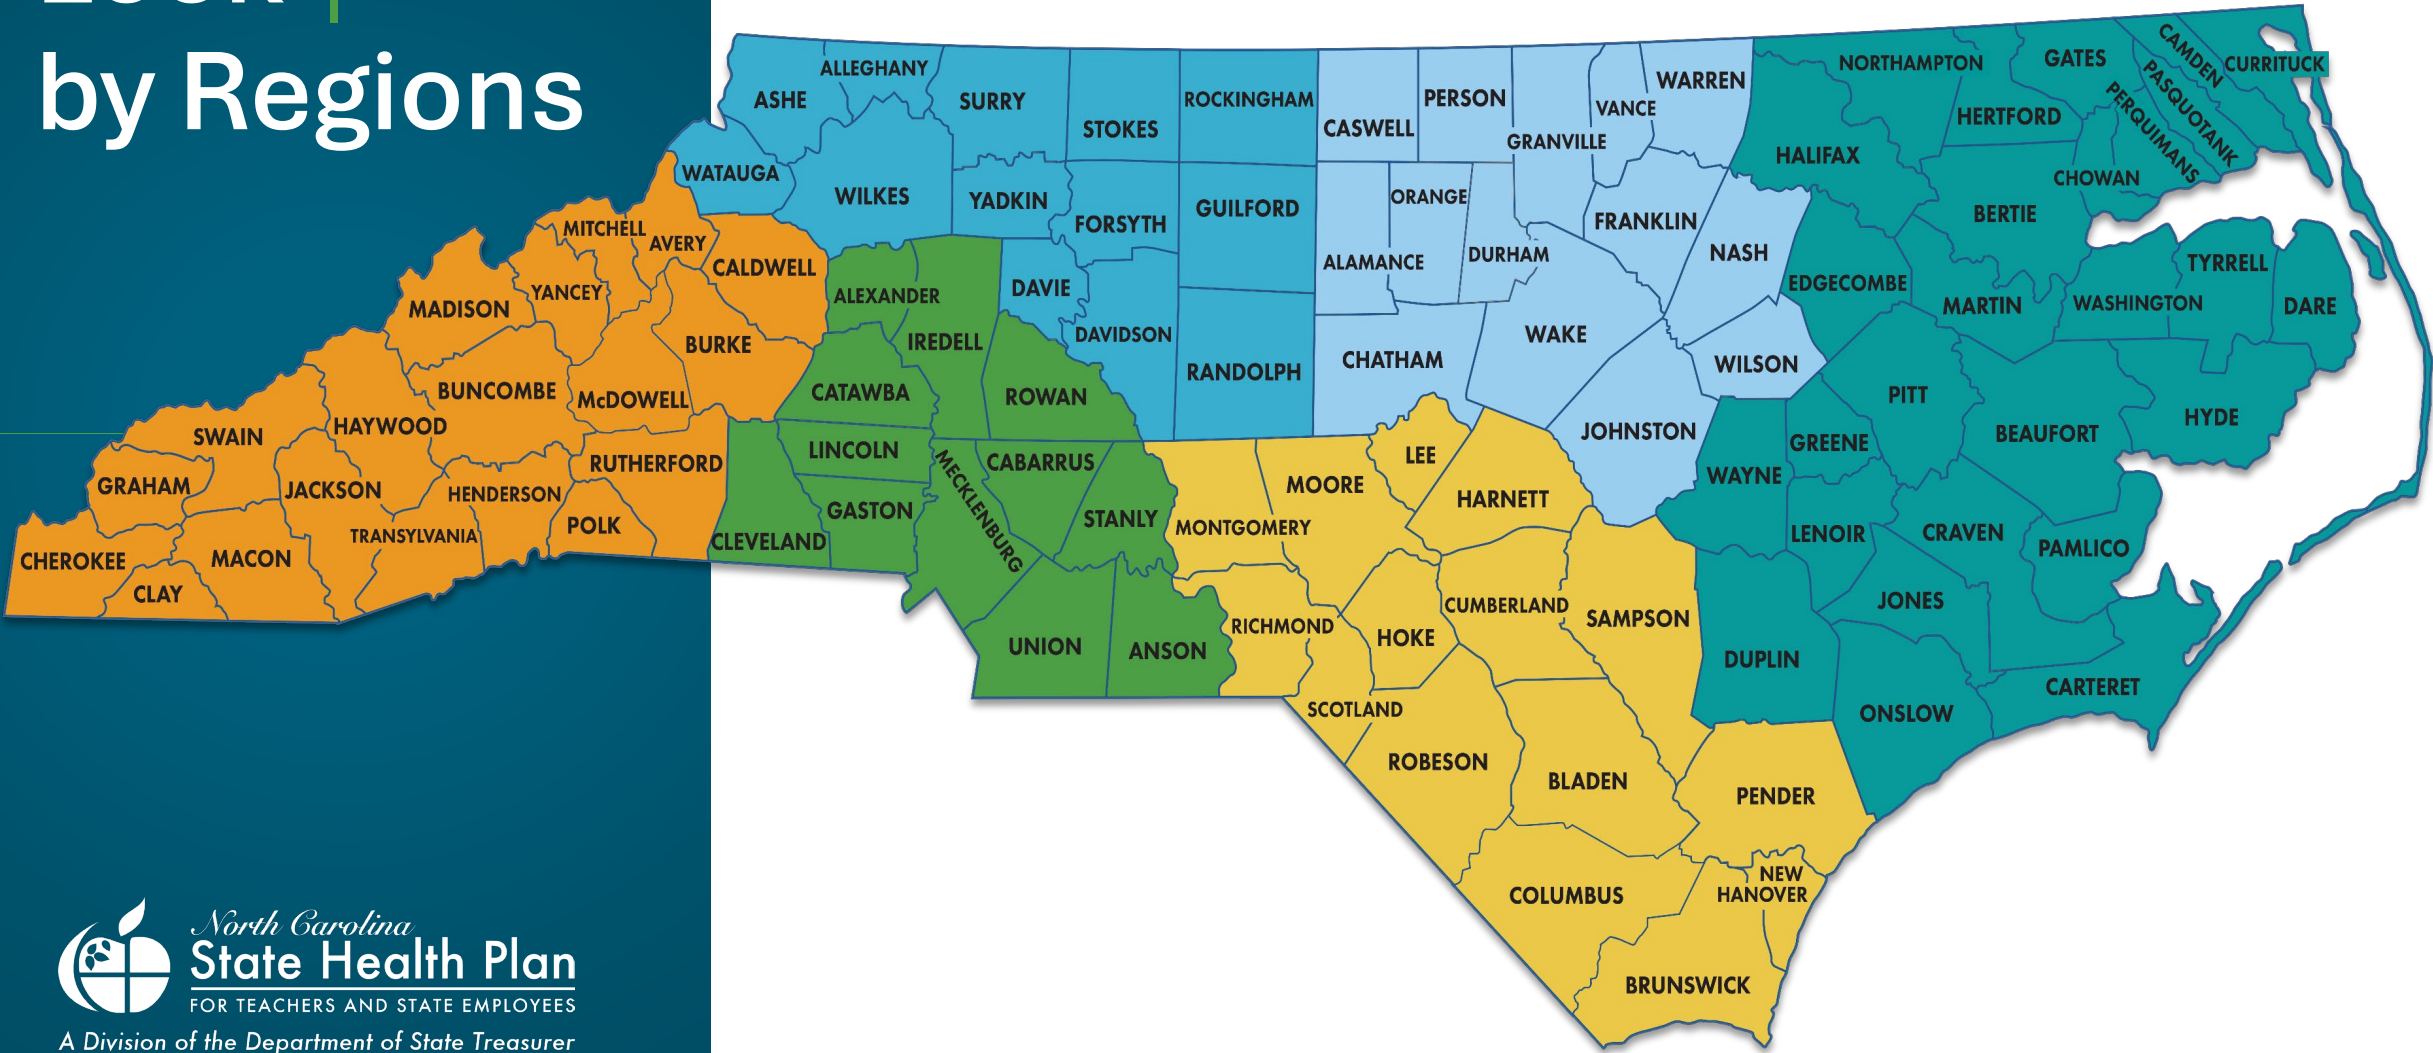 Look |
by Regions
ALLEGHANY
ASHE
SURRY
STOKES
ROCKINGHAM
CASWELL
PERSON
GRANVILLE
VANCE
WARREN
NORTHAMPTON
GATES
CAMDEN
CURRITUCK
PASQUOTANK
PERQUIMANS
HERTFORD
HALIFAX
CHOWAN
BERTIE
WATAUGA
WILKES
YADKIN
FORSYTH
GUILFORD
ORANGE
ALAMANCE
DURHAM
FRANKLIN
NASH
EDGECOMBE
MARTIN
WASHINGTON
TYRRELL
DARE
MITCHELL
AVERY
CALDWELL
YANCEY
MADISON
ALEXANDER
IREDELL
DAVIE
DAVIDSON
RANDOLPH
CHATHAM
WAKE
WILSON
BURKE
BUNCOMBE
McDOWELL
CATAWBA
ROWAN
PITT
BEAUFORT
HYDE
SWAIN
HAYWOOD
RUTHERFORD
LINCOLN
CABARRUS
MECKLENBURG
LEE
JOHNSTON
GREENE
WAYNE
GRAHAM
JACKSON
HENDERSON
GASTON
STANLY
MONTGOMERY
MOORE
HARNETT
LENOIR
CRAVEN
PAMLICO
CHEROKEE
MACON
TRANSYLVANIA
POLK
CLEVELAND
CLAY
UNION
ANSON
RICHMOND
HOKE
CUMBERLAND
SAMPSON
DUPLIN
JONES
ONSLOW
CARTERET
SCOTLAND
ROBESON
BLADEN
PENDER
COLUMBUS
NEW
HANOVER
BRUNSWICK
North Carolina
State Health Plan
FOR TEACHERS AND STATE EMPLOYEES
A Division of the Department of State Treasurer